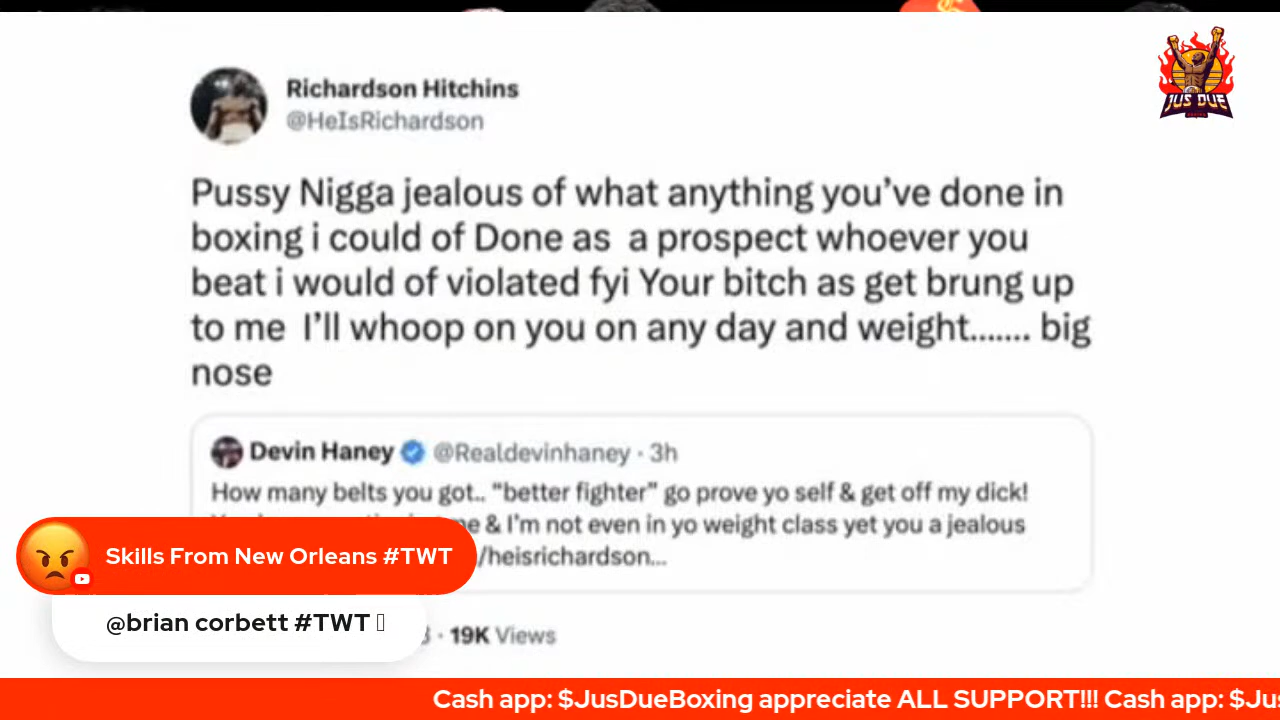 JUS DUE
BOXING
Richardson Hitchins
@HeIsRichardson
Pussy Nigga jealous of what anything you’ve done in
boxing i could of Done as a prospect whoever you
beat i would of violated fyi Your bitch as get brung up
to me I’ll whoop on you on any day and weight....... big
nose
Devin Haney @Realdevinhaney · 3h
How many belts you got.. “better fighter” go prove yo self & get off my dick!
& I’m not even in yo weight class yet you a jealous
/heisrichardson...
Skills From New Orleans #TWT
@brian corbett #TWT
· 19K Views
Cash app: $JusDueBoxing appreciate ALL SUPPORT!!! Cash app: $Jus